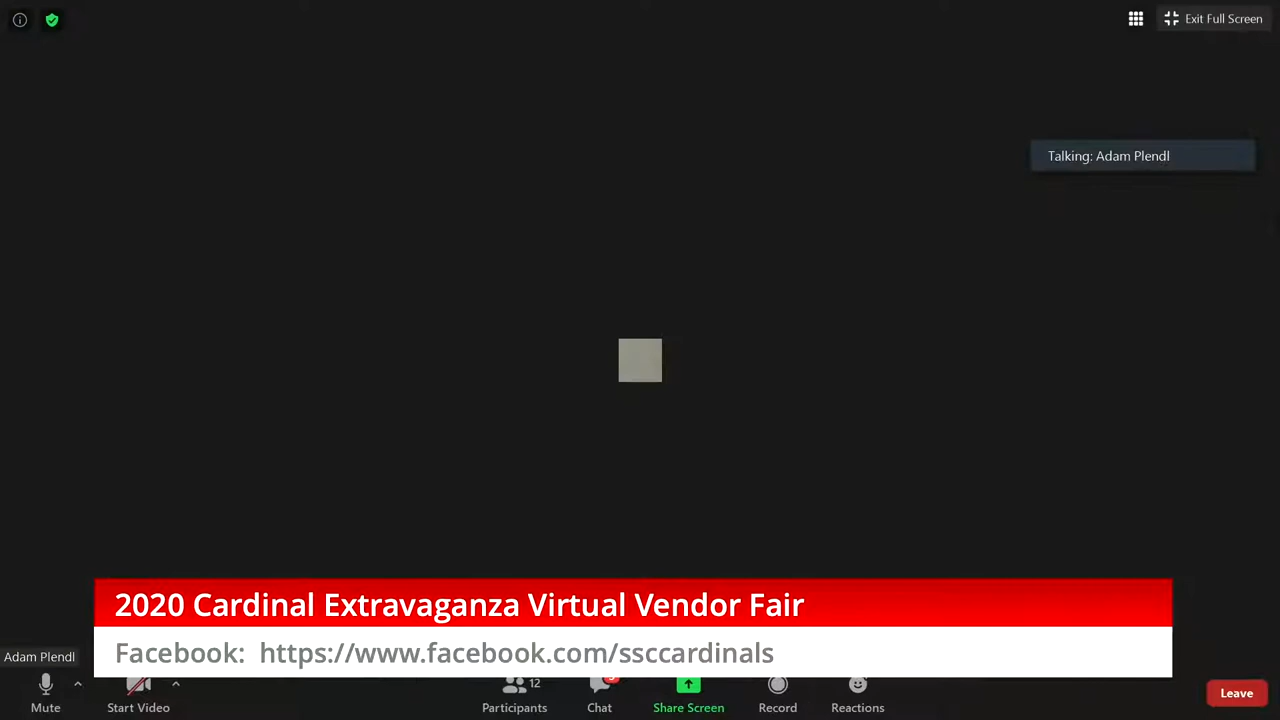 Exit Full Screen
Talking: Adam Plendl
2020 Cardinal Extravaganza Virtual Vendor Fair
Facebook: https://www.facebook.com/ssccardinals
Adam Plendl
12
Mute
Start Video
Participants
Chat
Share Screen
Record
Reactions
Leave